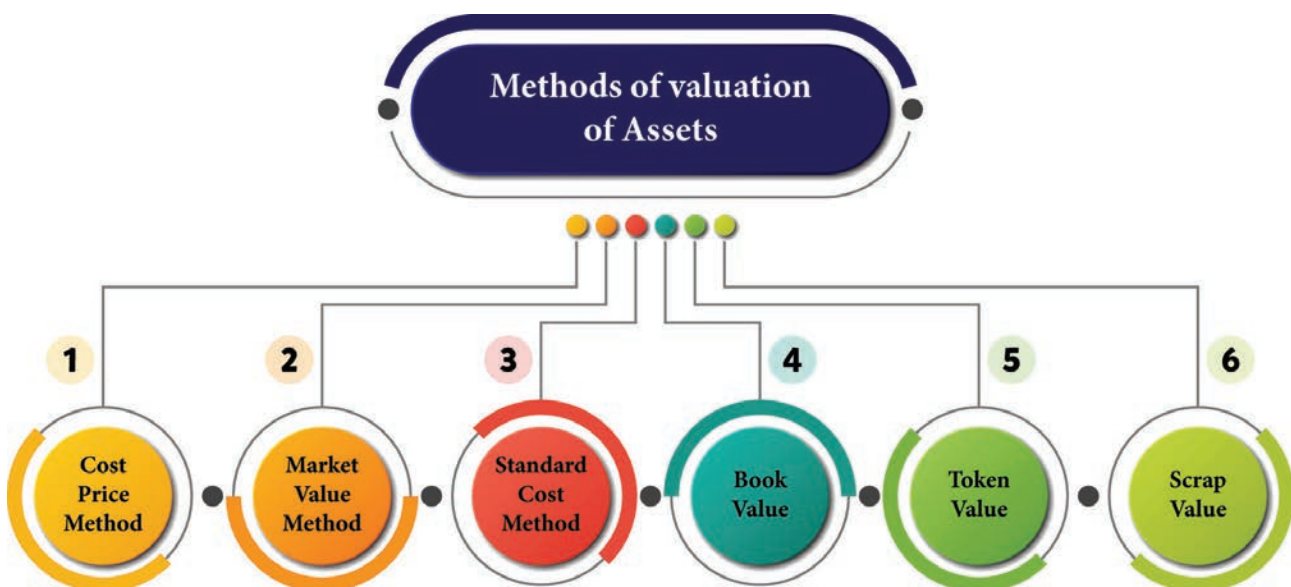 Methods of valuation
of Assets
1
2
3
4
5
6
Cost
Price
Method
Market
Value
Method
Standard
Cost
Method
Book
Value
Token
Value
Scrap
Value